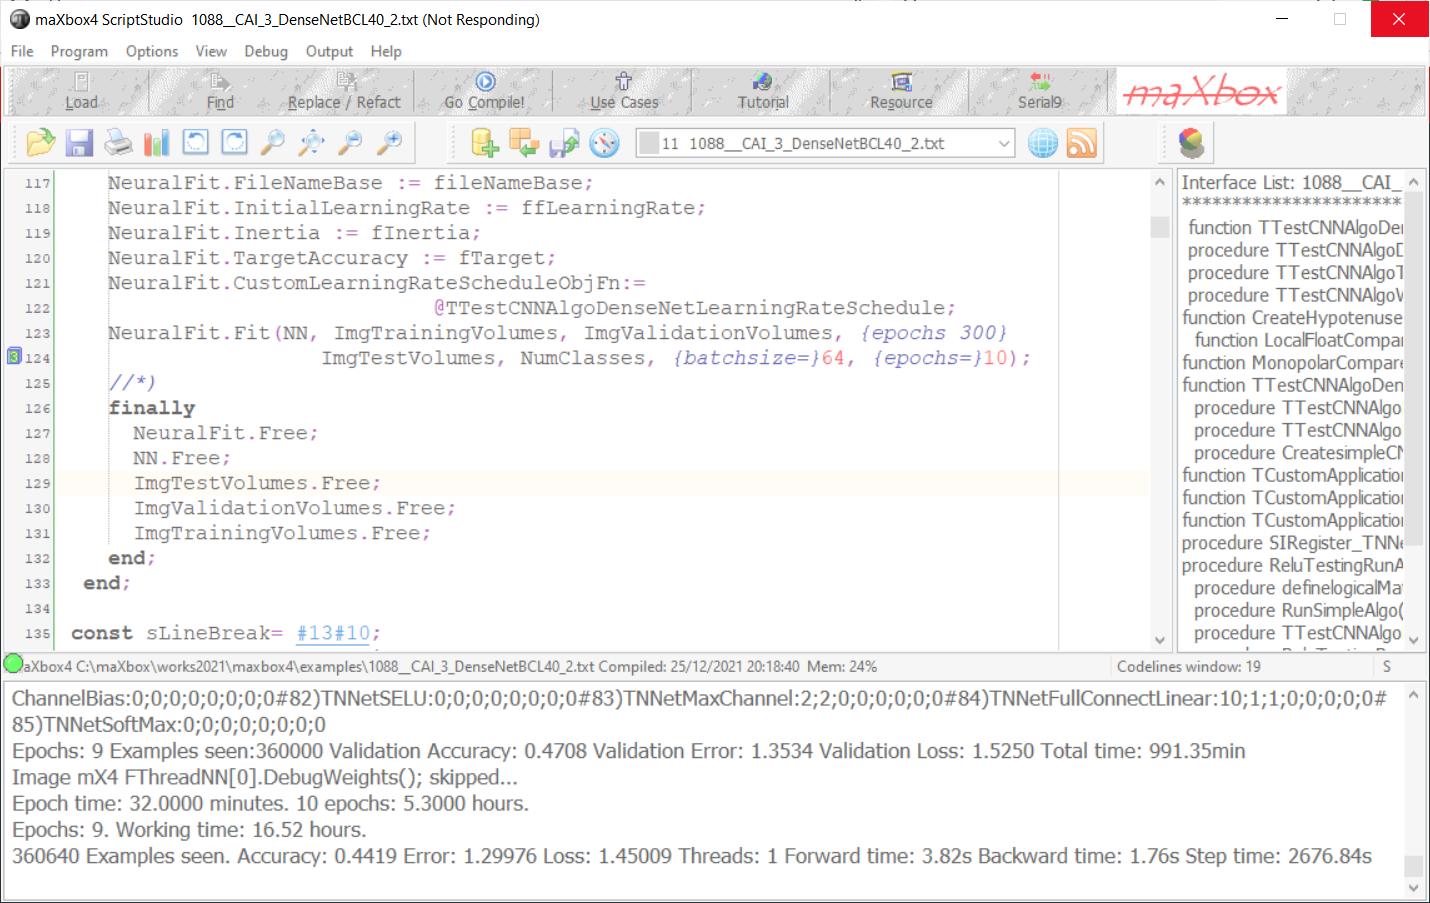 maXbox4 ScriptStudio  1088__CAI_3_DenseNetBCL40_2.txt (Not Responding)
File Program Options View Debug Output Help
Load Find Replace / Refact Go Compile! Use Cases Tutorial Resource Serial9 maXbox
11  1088__CAI_3_DenseNetBCL40_2.txt
117 NeuralFit.FileNameBase := fileNameBase;
118 NeuralFit.InitialLearningRate := ffLearningRate;
119 NeuralFit.Inertia := fInertia;
120 NeuralFit.TargetAccuracy := fTarget;
121 NeuralFit.CustomLearningRateScheduleObjFn:=
122 @TTestCNNAlgoDenseNetLearningRateSchedule;
123 NeuralFit.Fit(NN, ImgTrainingVolumes, ImgValidationVolumes, {epochs 300}
3 124 ImgTestVolumes, NumClasses, {batchsize=}64, {epochs=}10);
125 //*)
126 finally
127 NeuralFit.Free;
128 NN.Free;
129 ImgTestVolumes.Free;
130 ImgValidationVolumes.Free;
131 ImgTrainingVolumes.Free;
132 end;
133 end;
134
135 const sLineBreak= #13#10;
Interface List: 1088__CAI_
**********************
function TTestCNNAlgoDen
procedure TTestCNNAlgoD
procedure TTestCNNAlgoT
procedure TTestCNNAlgoW
function CreateHypotenuse
function LocalFloatCompar
function MonopolarCompare
function TTestCNNAlgoDen
procedure TTestCNNAlgo
procedure TTestCNNAlgo
procedure CreatesimpleCN
function TCustomApplication
function TCustomApplication
function TCustomApplication
procedure SIRegister_TNNe
procedure ReluTestingRunA
procedure definelogicalMa
procedure RunSimpleAlgo(
procedure TTestCNNAlgo
aXbox4 C:\maXbox\works2021\maxbox4\examples\1088__CAI_3_DenseNetBCL40_2.txt Compiled: 25/12/2021 20:18:40  Mem: 24% Codelines window: 19 S
ChannelBias:0;0;0;0;0;0;0;0#82)TNNetSELU:0;0;0;0;0;0;0;0#83)TNNetMaxChannel:2;2;0;0;0;0;0;0#84)TNNetFullConnectLinear:10;1;1;0;0;0;0;0#
85)TNNetSoftMax:0;0;0;0;0;0;0;0
Epochs: 9 Examples seen:360000 Validation Accuracy: 0.4708 Validation Error: 1.3534 Validation Loss: 1.5250 Total time: 991.35min
Image mX4 FThreadNN[0].DebugWeights(); skipped...
Epoch time: 32.0000 minutes. 10 epochs: 5.3000 hours.
Epochs: 9. Working time: 16.52 hours.
360640 Examples seen. Accuracy: 0.4419 Error: 1.29976 Loss: 1.45009 Threads: 1 Forward time: 3.82s Backward time: 1.76s Step time: 2676.84s